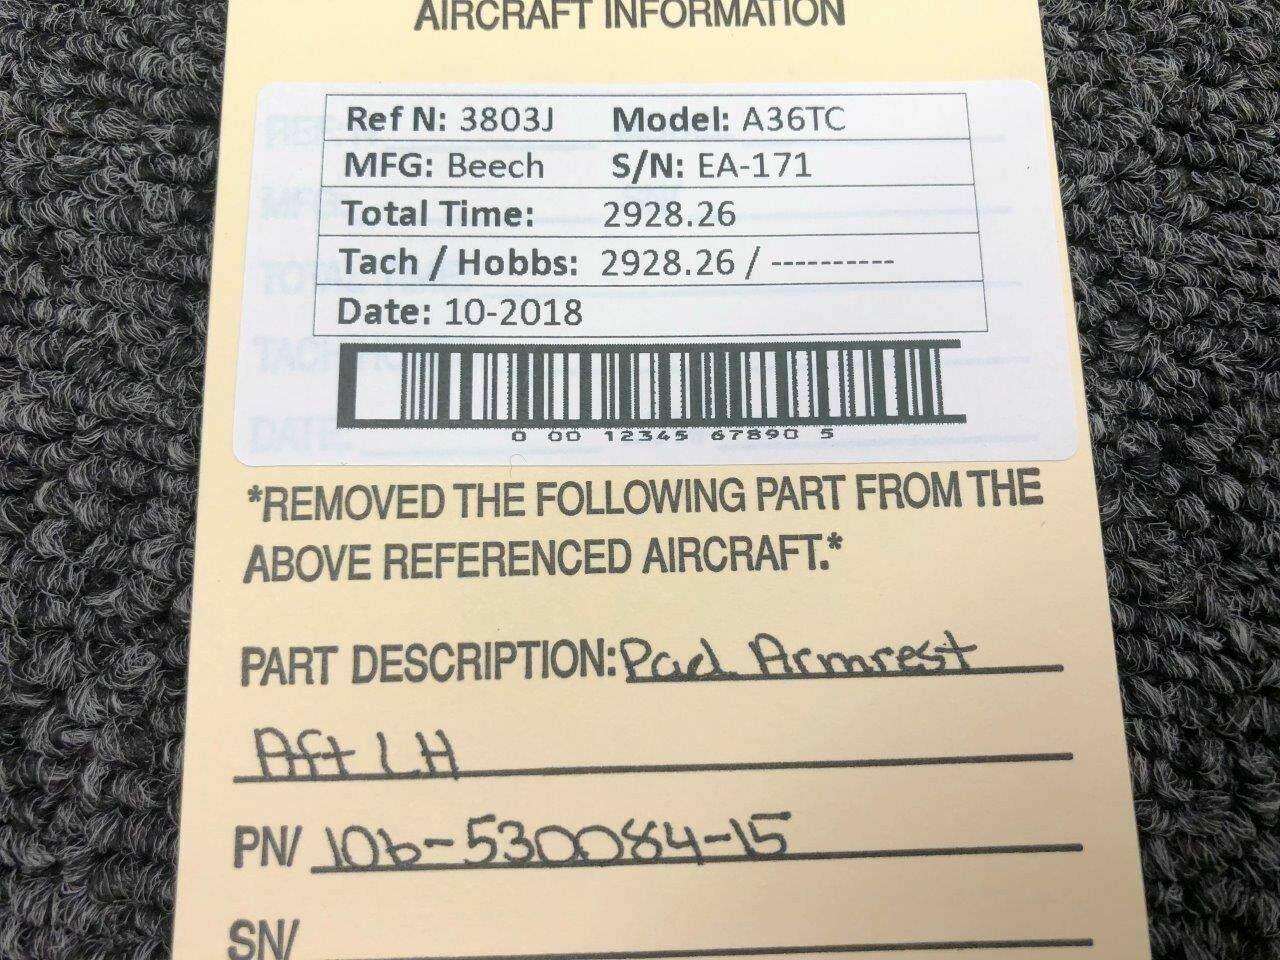 AIRCRAFT INFORMATION
Ref N: 3803J Model: A36TC
MFG: Beech S/N: EA-171
Total Time: 2928.26
Tach / Hobbs: 2928.26 / ----------
Date: 10-2018
0 00 12345 67890 5
*REMOVED THE FOLLOWING PART FROM THE
ABOVE REFERENCED AIRCRAFT.*
PART DESCRIPTION: Pad Armrest
Aft LH
PN/ 106-530084-15
SN/